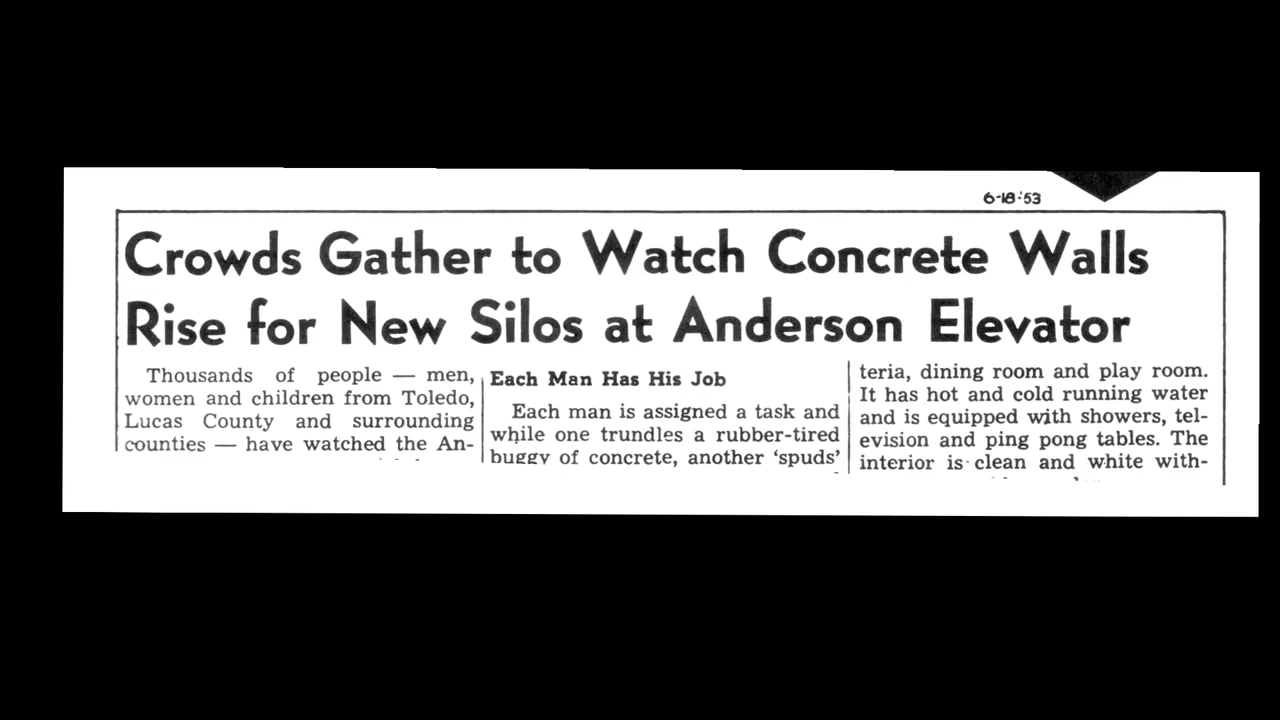 6-18-'53
Crowds Gather to Watch Concrete Walls
Rise for New Silos at Anderson Elevator
Thousands of people — men,
women and children from Toledo,
Lucas County and surrounding
counties — have watched the An-
Each Man Has His Job
Each man is assigned a task and
while one trundles a rubber-tired
buggy of concrete, another 'spuds'
teria, dining room and play room.
It has hot and cold running water
and is equipped with showers, tel-
evision and ping pong tables. The
interior is clean and white with-